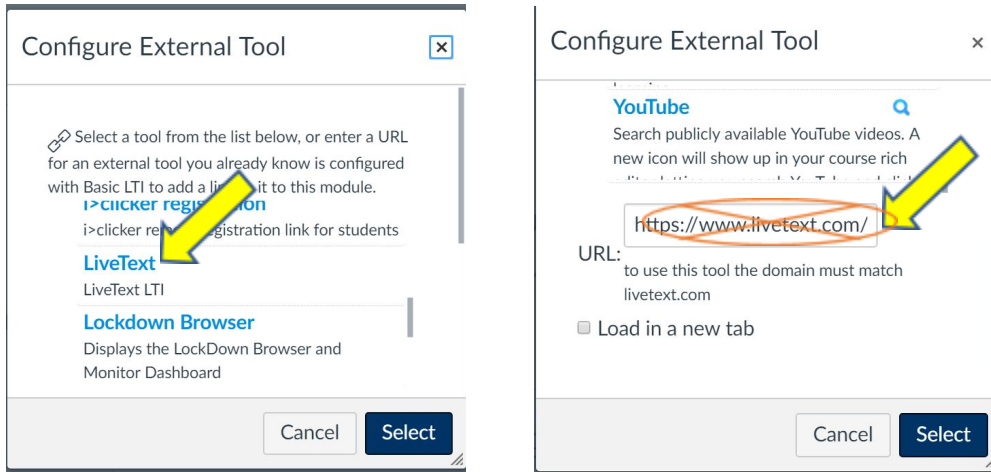 Configure External Tool
×
Select a tool from the list below, or enter a URL
for an external tool you already know is configured
with Basic LTI to add a it to this module.
i>clicker
i>clicker registration link for students
LiveText
LiveText LTI
Lockdown Browser
Displays the LockDown Browser and
Monitor Dashboard
Cancel
Select
Configure External Tool
×
YouTube
Search publicly available YouTube videos. A
new icon will show up in your course rich
https://www.livetext.com/
URL:
to use this tool the domain must match
livetext.com
Load in a new tab
Cancel
Select